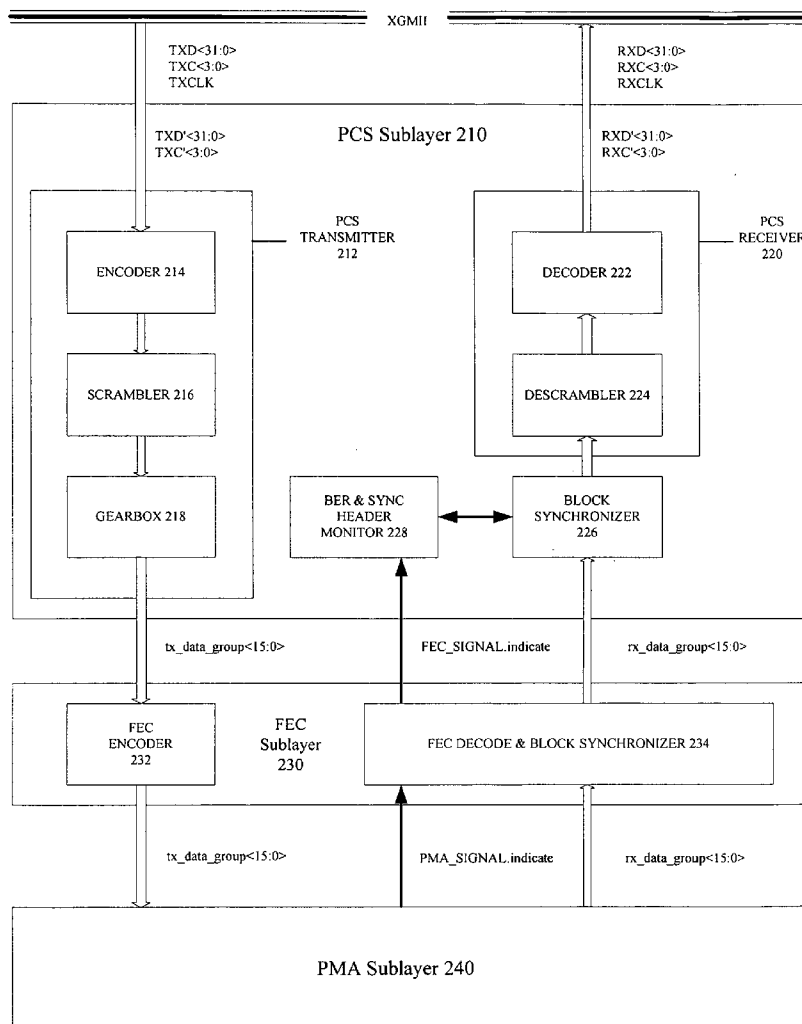 XGMII
TXD<31:0>
TXC<3:0>
TXCLK
RXD<31:0>
RXC<3:0>
RXCLK
PCS Sublayer 210
TXD'<31:0>
TXC'<3:0>
RXD'<31:0>
RXC'<3:0>
PCS
TRANSMITTER
212
PCS
RECEIVER
220
ENCODER 214
DECODER 222
SCRAMBLER 216
DESCRAMBLER 224
GEARBOX 218
BER & SYNC
HEADER
MONITOR 228
BLOCK
SYNCHRONIZER
226
tx_data_group<15:0>
FEC_SIGNAL.indicate
rx_data_group<15:0>
FEC
ENCODER
232
FEC
Sublayer
230
FEC DECODE & BLOCK SYNCHRONIZER 234
tx_data_group<15:0>
PMA_SIGNAL.indicate
rx_data_group<15:0>
PMA Sublayer 240